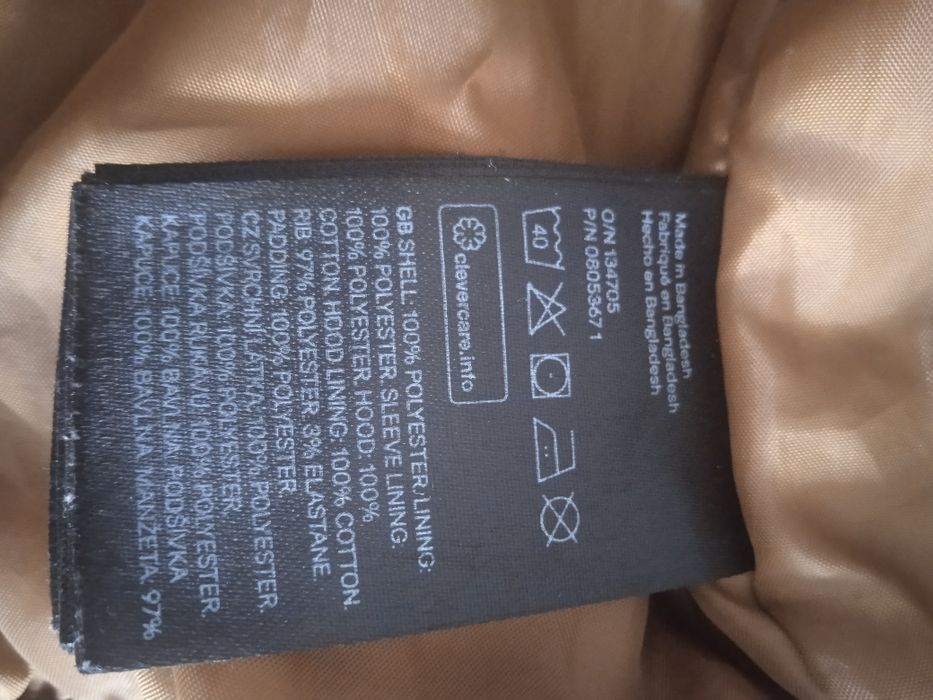 Made in Bangladesh
Fabriqué en Bangladesh
Hecho en Bangladesh
O/N 134705
P/N 0805367 1
40
clevercare.info
GB SHELL: 100% POLYESTER/LINING:
100% POLYESTER. SLEEVE LINING:
100% POLYESTER. HOOD: 100%
COTTON. HOOD LINING: 100% COTTON.
RIB: 97% POLYESTER 3% ELASTANE.
PADDING: 100% POLYESTER
CZ SVRCHNÍ LÁTKA: 100% POLYESTER.
PODŠÍVKA: 100% POLYESTER.
PODŠÍVKA RUKÁVU: 100% POLYESTER.
KAPUCE: 100% BAVLNA. PODŠÍVKA
KAPUCE: 100% BAVLNA. MANŽETA: 97%